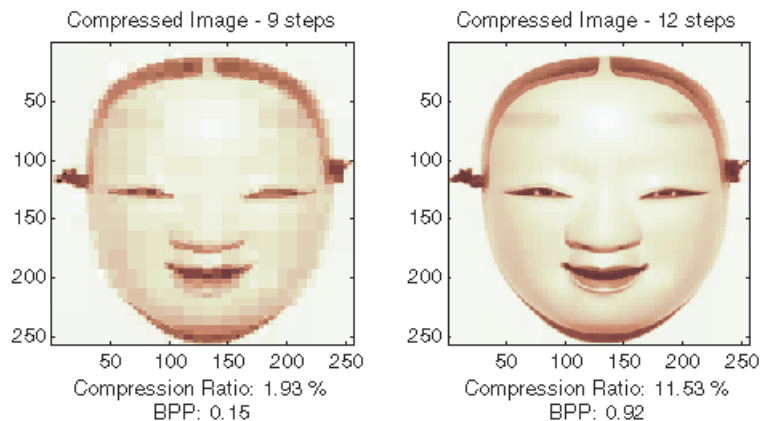 Compressed Image - 9 steps
50
100
150
200
250
50 100 150 200 250
Compression Ratio: 1.93 %
BPP: 0.15
Compressed Image - 12 steps
50
100
150
200
250
50 100 150 200 250
Compression Ratio: 11.53 %
BPP: 0.92